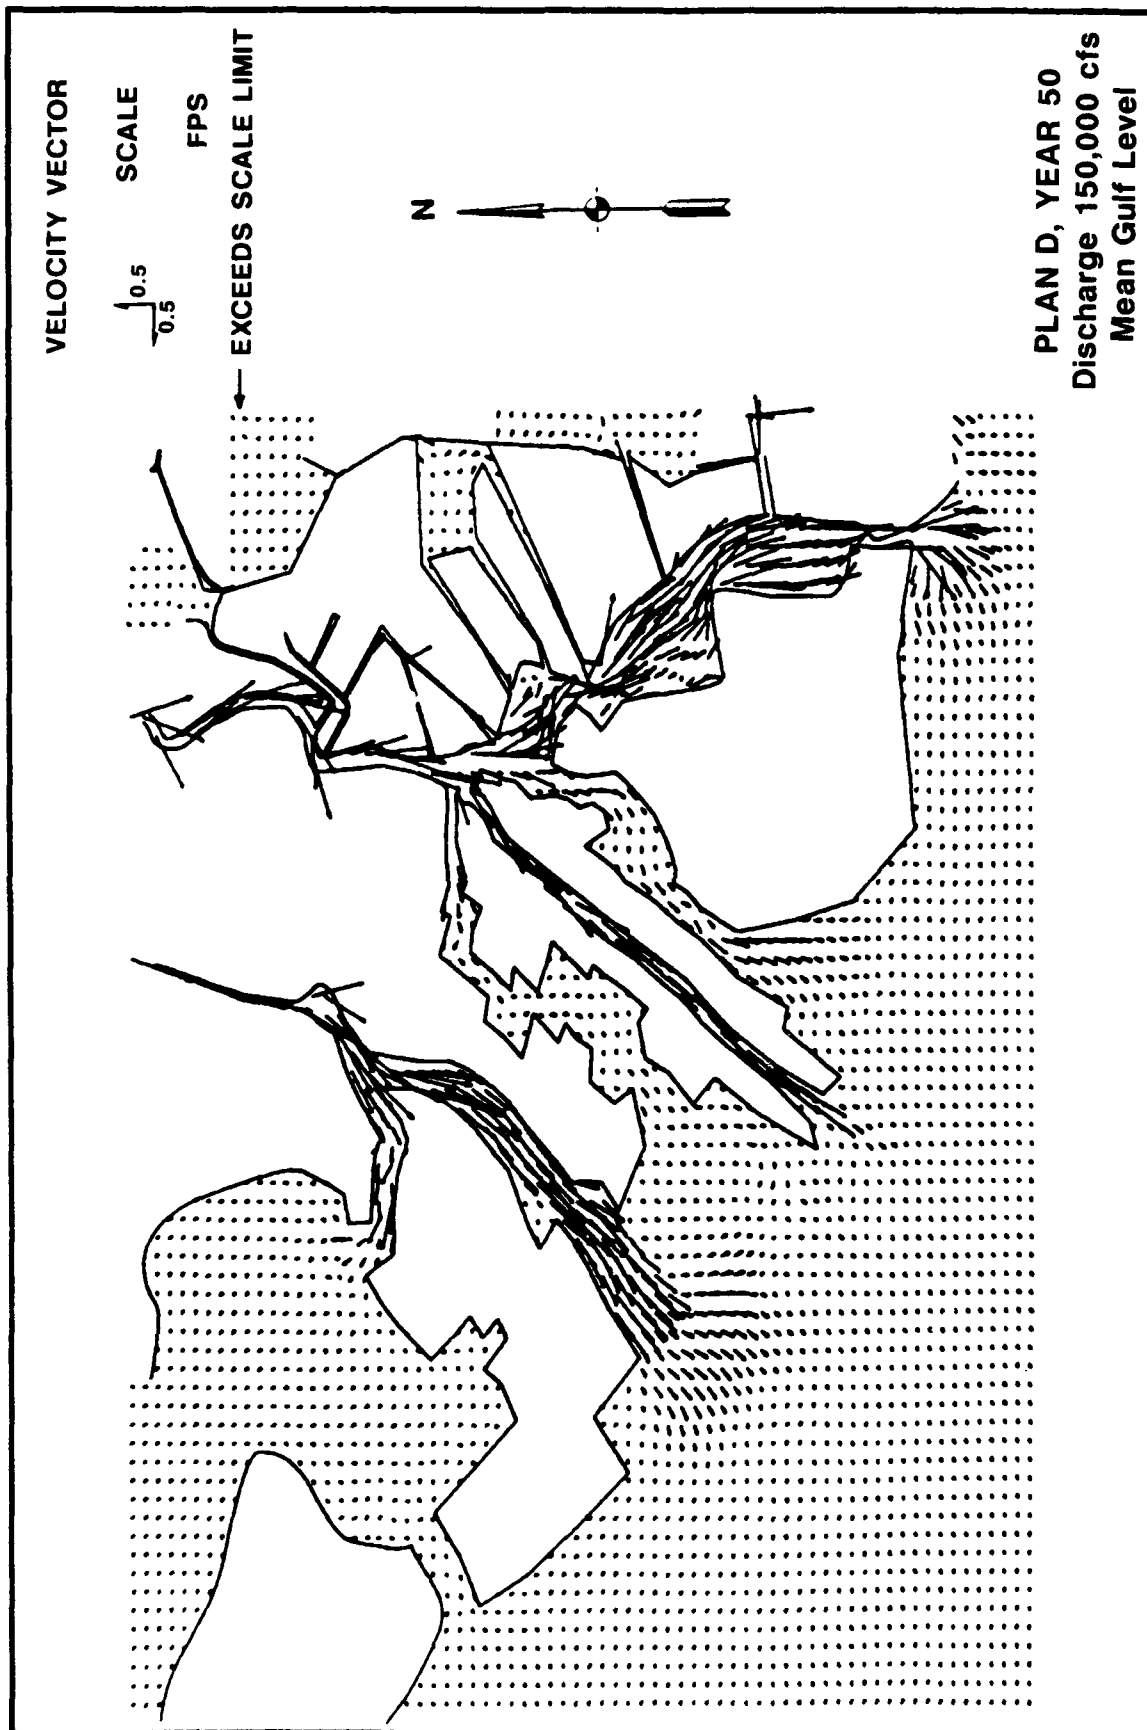 VELOCITY VECTOR
SCALE
0.5
0.5
FPS
← EXCEEDS SCALE LIMIT
N
PLAN D, YEAR 50
Discharge 150,000 cfs
Mean Gulf Level